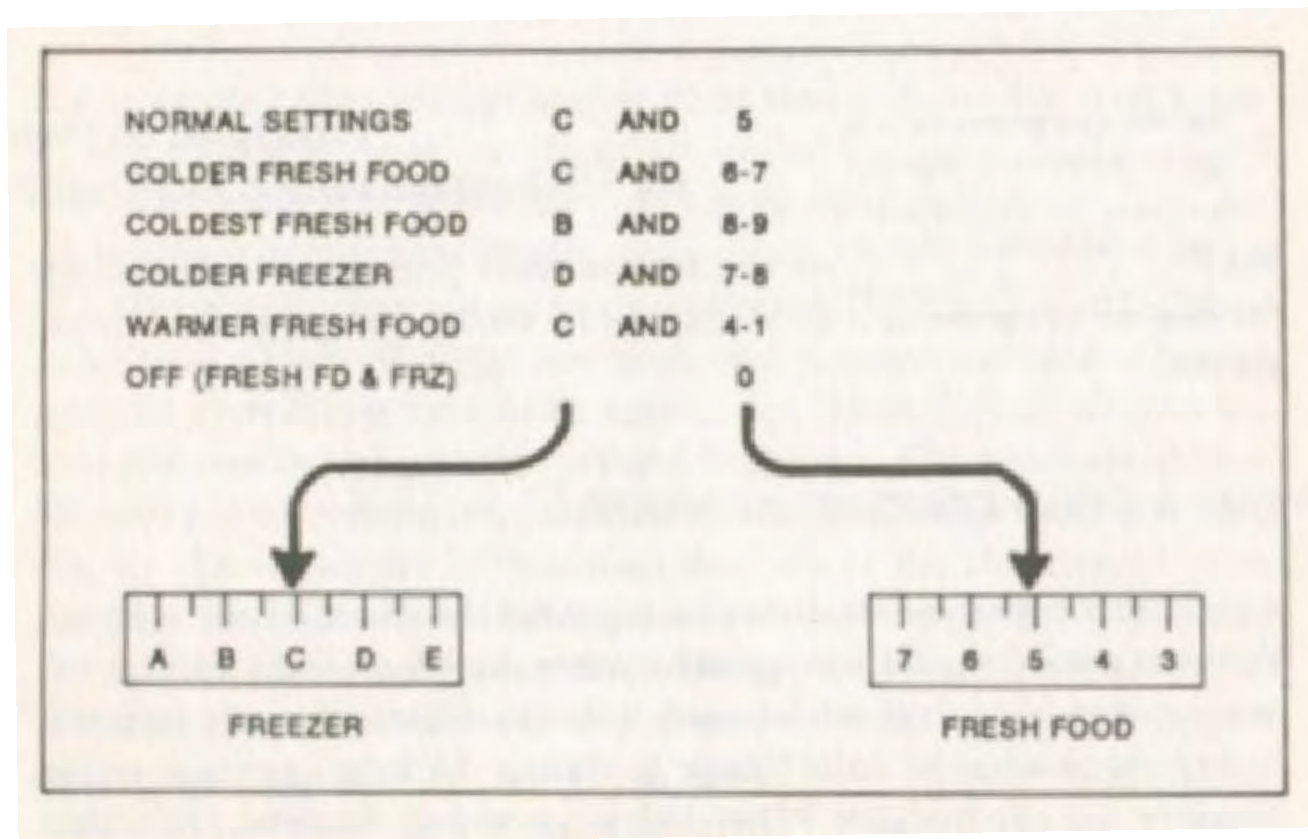 NORMAL SETTINGS C AND 5
COLDER FRESH FOOD C AND 6-7
COLDEST FRESH FOOD B AND 8-9
COLDER FREEZER D AND 7-8
WARMER FRESH FOOD C AND 4-1
OFF (FRESH FD & FRZ) 0
A B C D E
7 6 5 4 3
FREEZER
FRESH FOOD